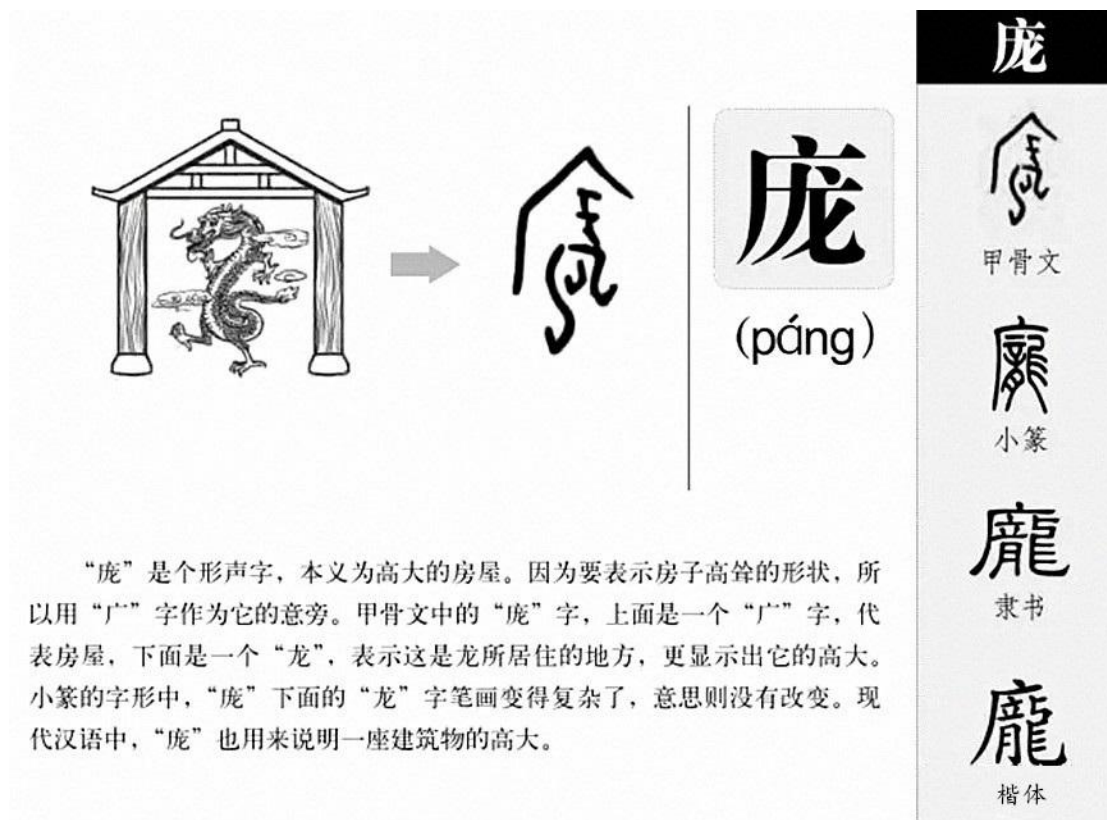 庞
(páng)
“庞”是个形声字，本义为高大的房屋。因为要表示房子高耸的形状，所
以用“广”字作为它的意旁。甲骨文中的“庞”字，上面是一个“广”字，代
表房屋，下面是一个“龙”，表示这是龙所居住的地方，更显示出它的高大。
小篆的字形中，“庞”下面的“龙”字笔画变得复杂了，意思则没有改变。现
代汉语中，“庞”也用来说明一座建筑物的高大。
庞
甲骨文
小篆
龐
隶书
龐
楷体